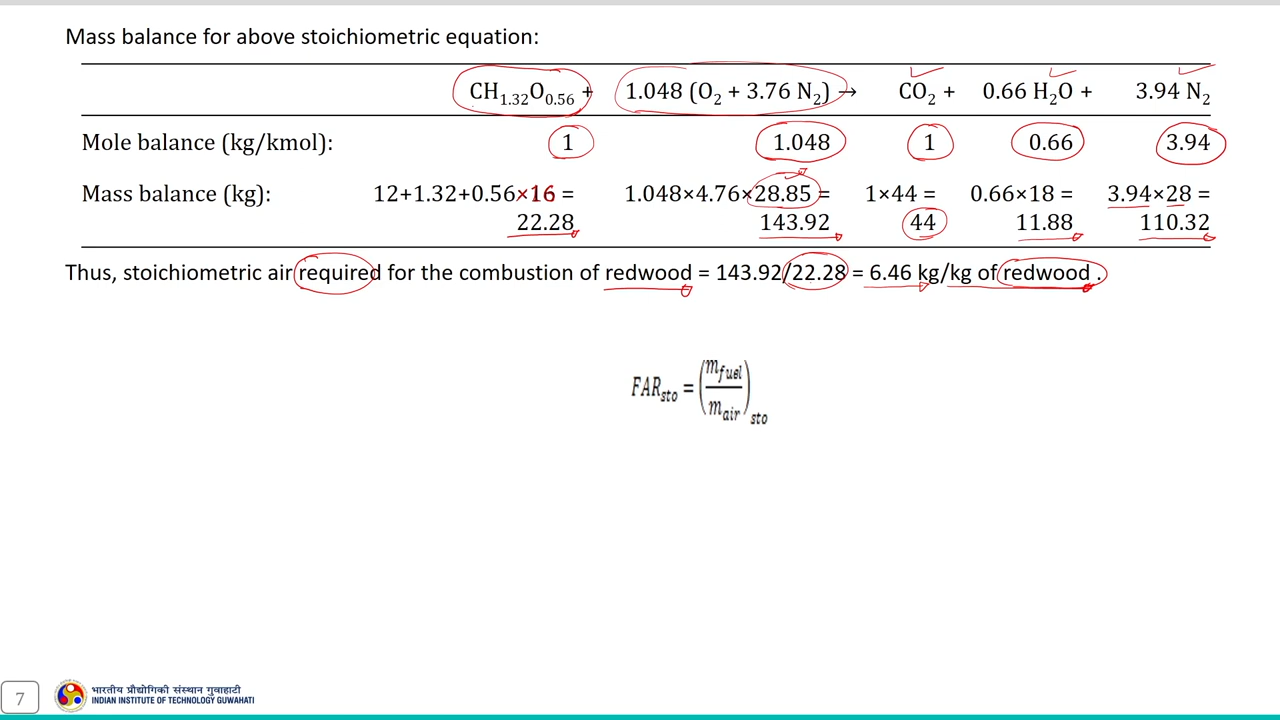 Mass balance for above stoichiometric equation:
CH₁.₃₂O₀.₅₆ + 1.048 (O₂ + 3.76 N₂) → CO₂ + 0.66 H₂O + 3.94 N₂
Mole balance (kg/kmol): 1 1.048 1 0.66 3.94
Mass balance (kg): 12+1.32+0.56×16 = 1.048×4.76×28.85 = 1×44 = 0.66×18 = 3.94×28 =
22.28 143.92 44 11.88 110.32
Thus, stoichiometric air required for the combustion of redwood = 143.92/22.28 = 6.46 kg/kg of redwood .
FARsto = (mfuel/mair)sto
7
भारतीय प्रौद्योगिकी संस्थान गुवाहाटी
INDIAN INSTITUTE OF TECHNOLOGY GUWAHATI